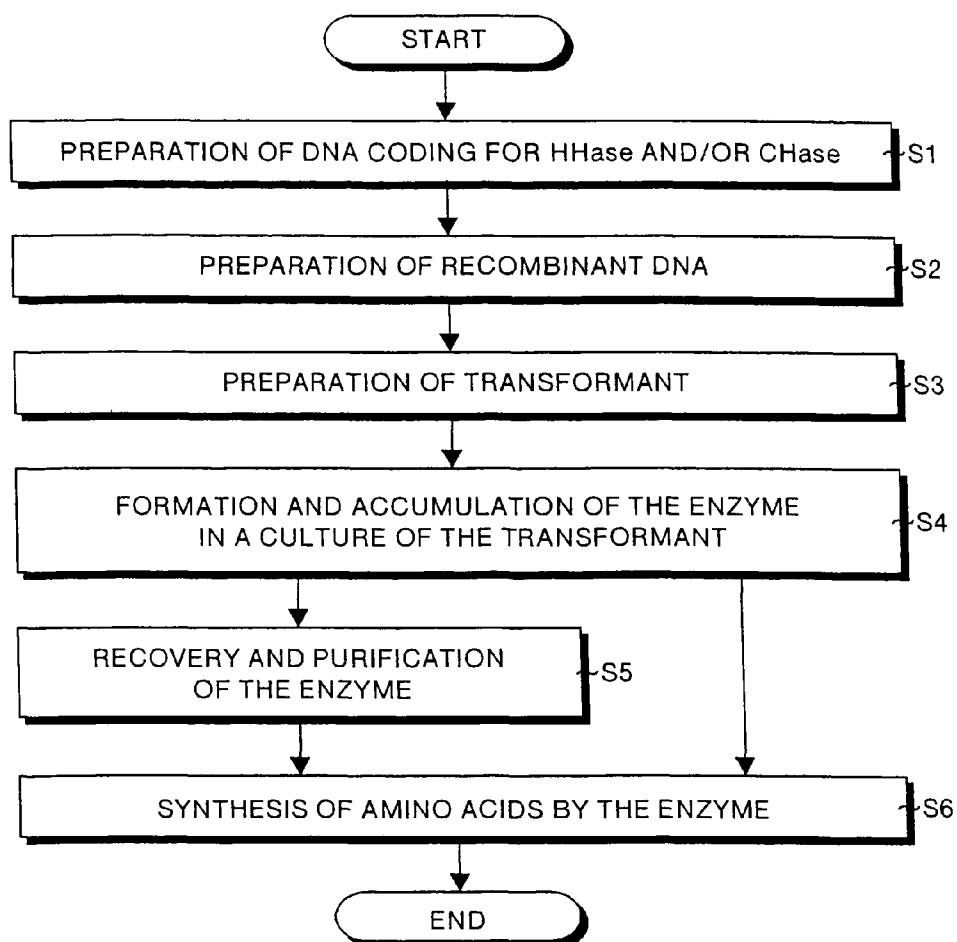 START
PREPARATION OF DNA CODING FOR HHase AND/OR CHase
S1
PREPARATION OF RECOMBINANT DNA
S2
PREPARATION OF TRANSFORMANT
S3
FORMATION AND ACCUMULATION OF THE ENZYME
IN A CULTURE OF THE TRANSFORMANT
S4
RECOVERY AND PURIFICATION
OF THE ENZYME
S5
SYNTHESIS OF AMINO ACIDS BY THE ENZYME
S6
END